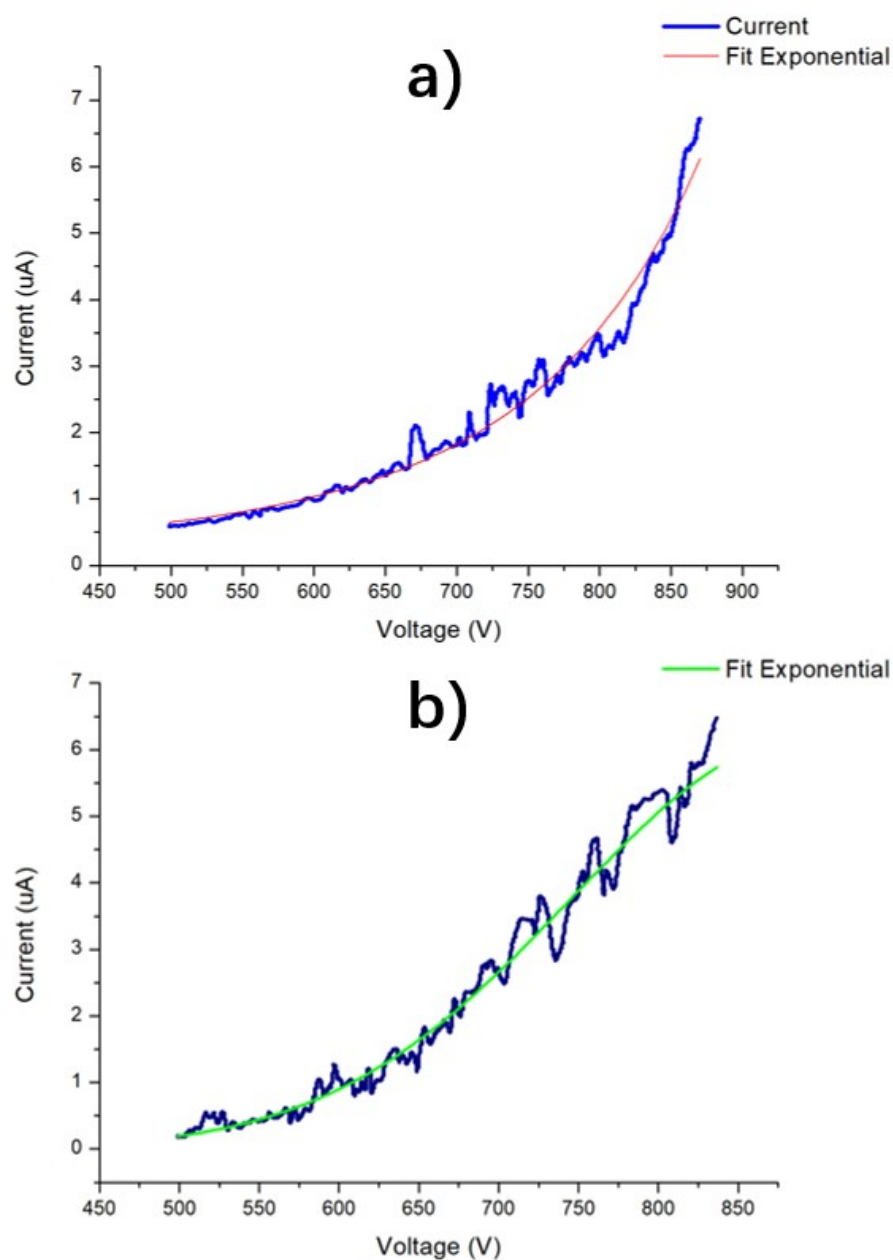 Current
Fit Exponential
a)
7
6
5
4
3
2
1
0
Current (uA)
450 500 550 600 650 700 750 800 850 900
Voltage (V)
Fit Exponential
b)
7
6
5
4
3
2
1
0
Current (uA)
450 500 550 600 650 700 750 800 850
Voltage (V)